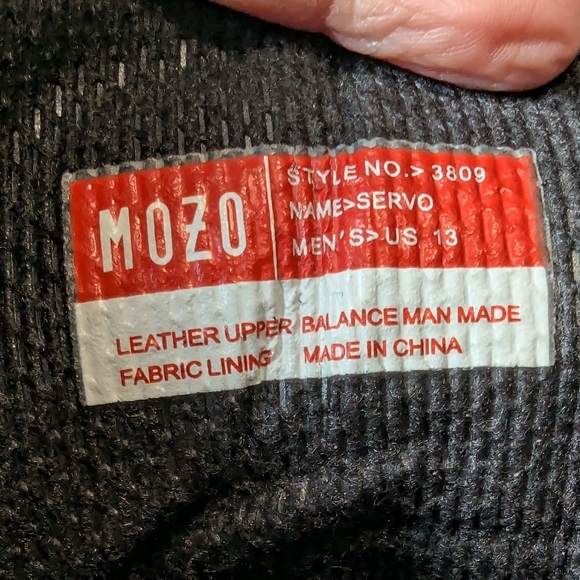 MOZO
STYLE NO.> 3809
NAME>SERVO
MEN'S> US 13
LEATHER UPPER BALANCE MAN MADE
FABRIC LINING MADE IN CHINA